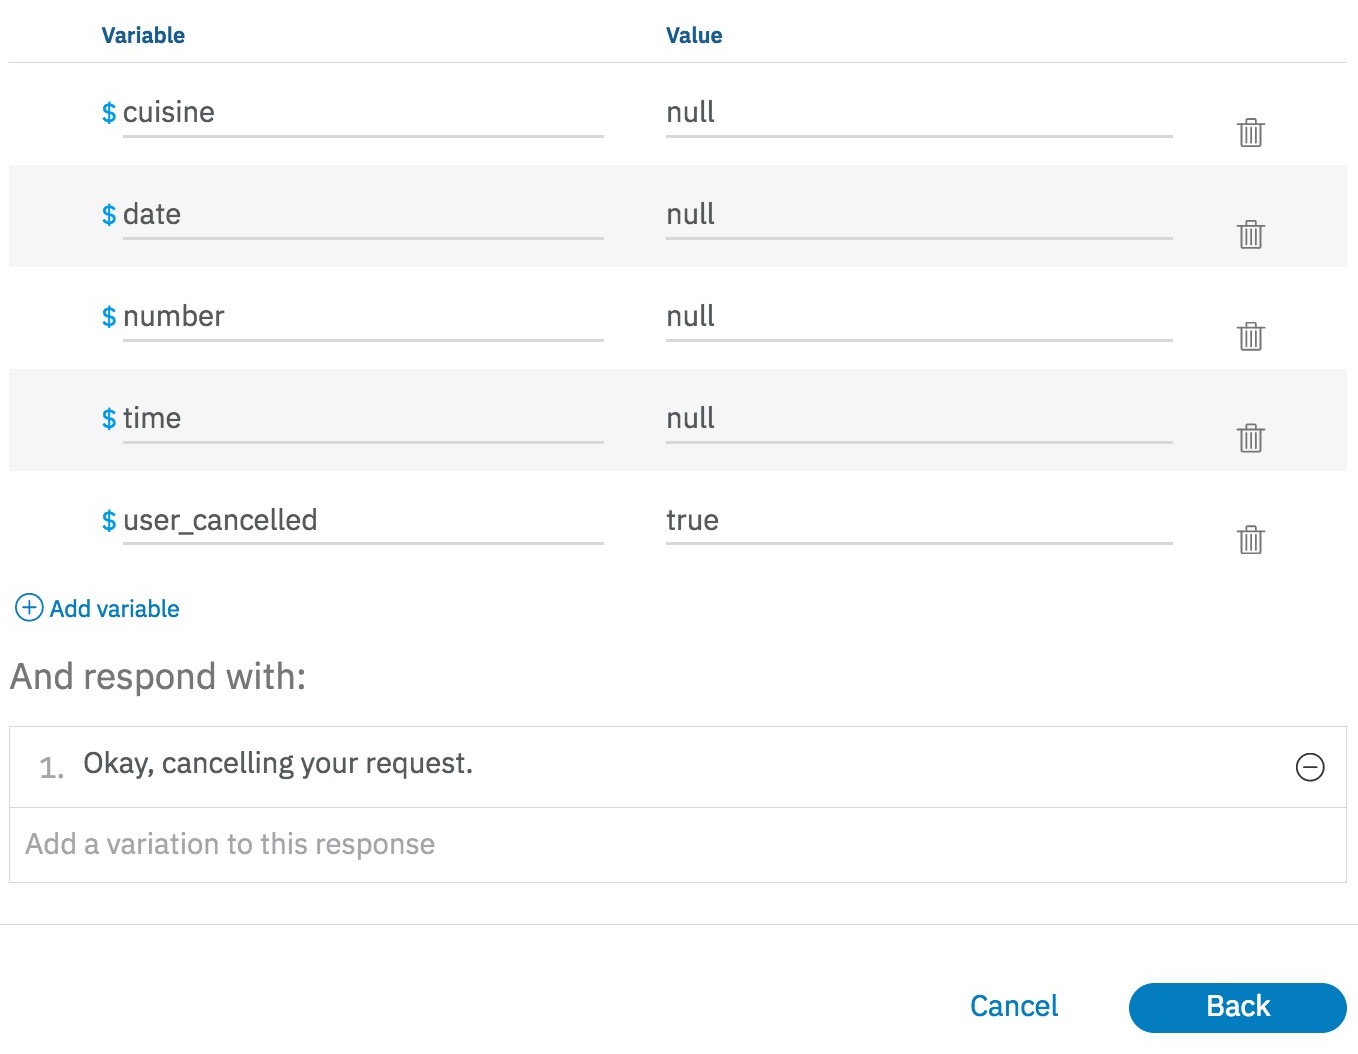 Variable Value
$ cuisine null
$ date null
$ number null
$ time null
$ user_cancelled true
Add variable
And respond with:
1. Okay, cancelling your request.
Add a variation to this response
Cancel Back